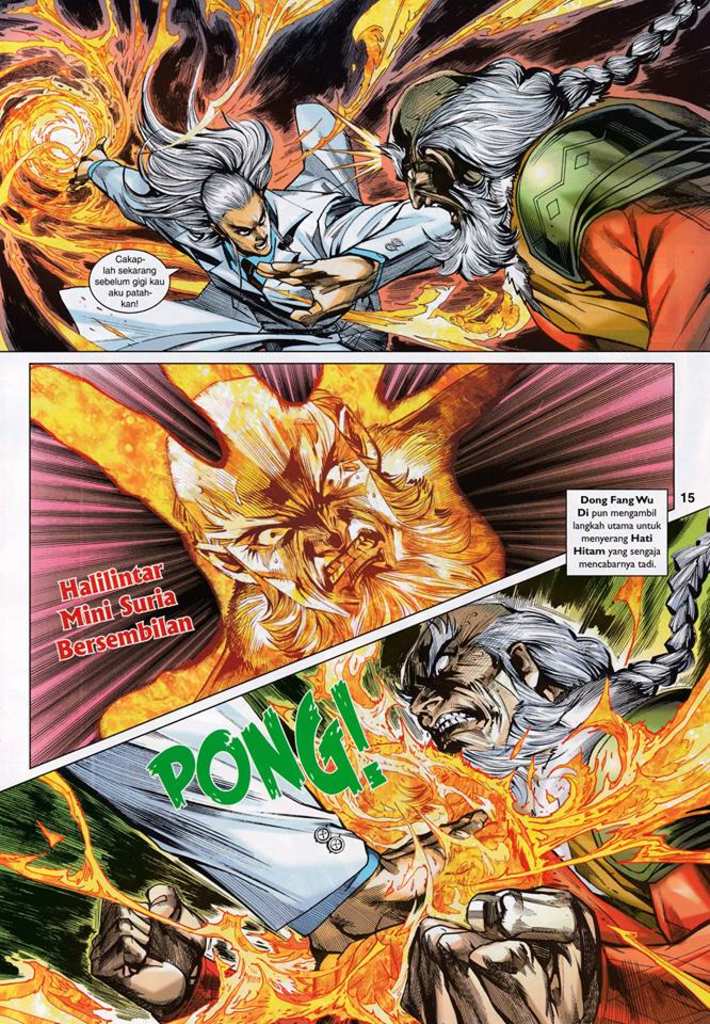 Cakap-
lah sekarang
sebelum gigi kau
aku patah-
kan!
15
Dong Fang Wu
Di pun mengambil
langkah utama untuk
menyerang Hati
Hitam yang sengaja
mencabarnya tadi.
Halilintar
Mini Suria
Bersembilan
PONG!